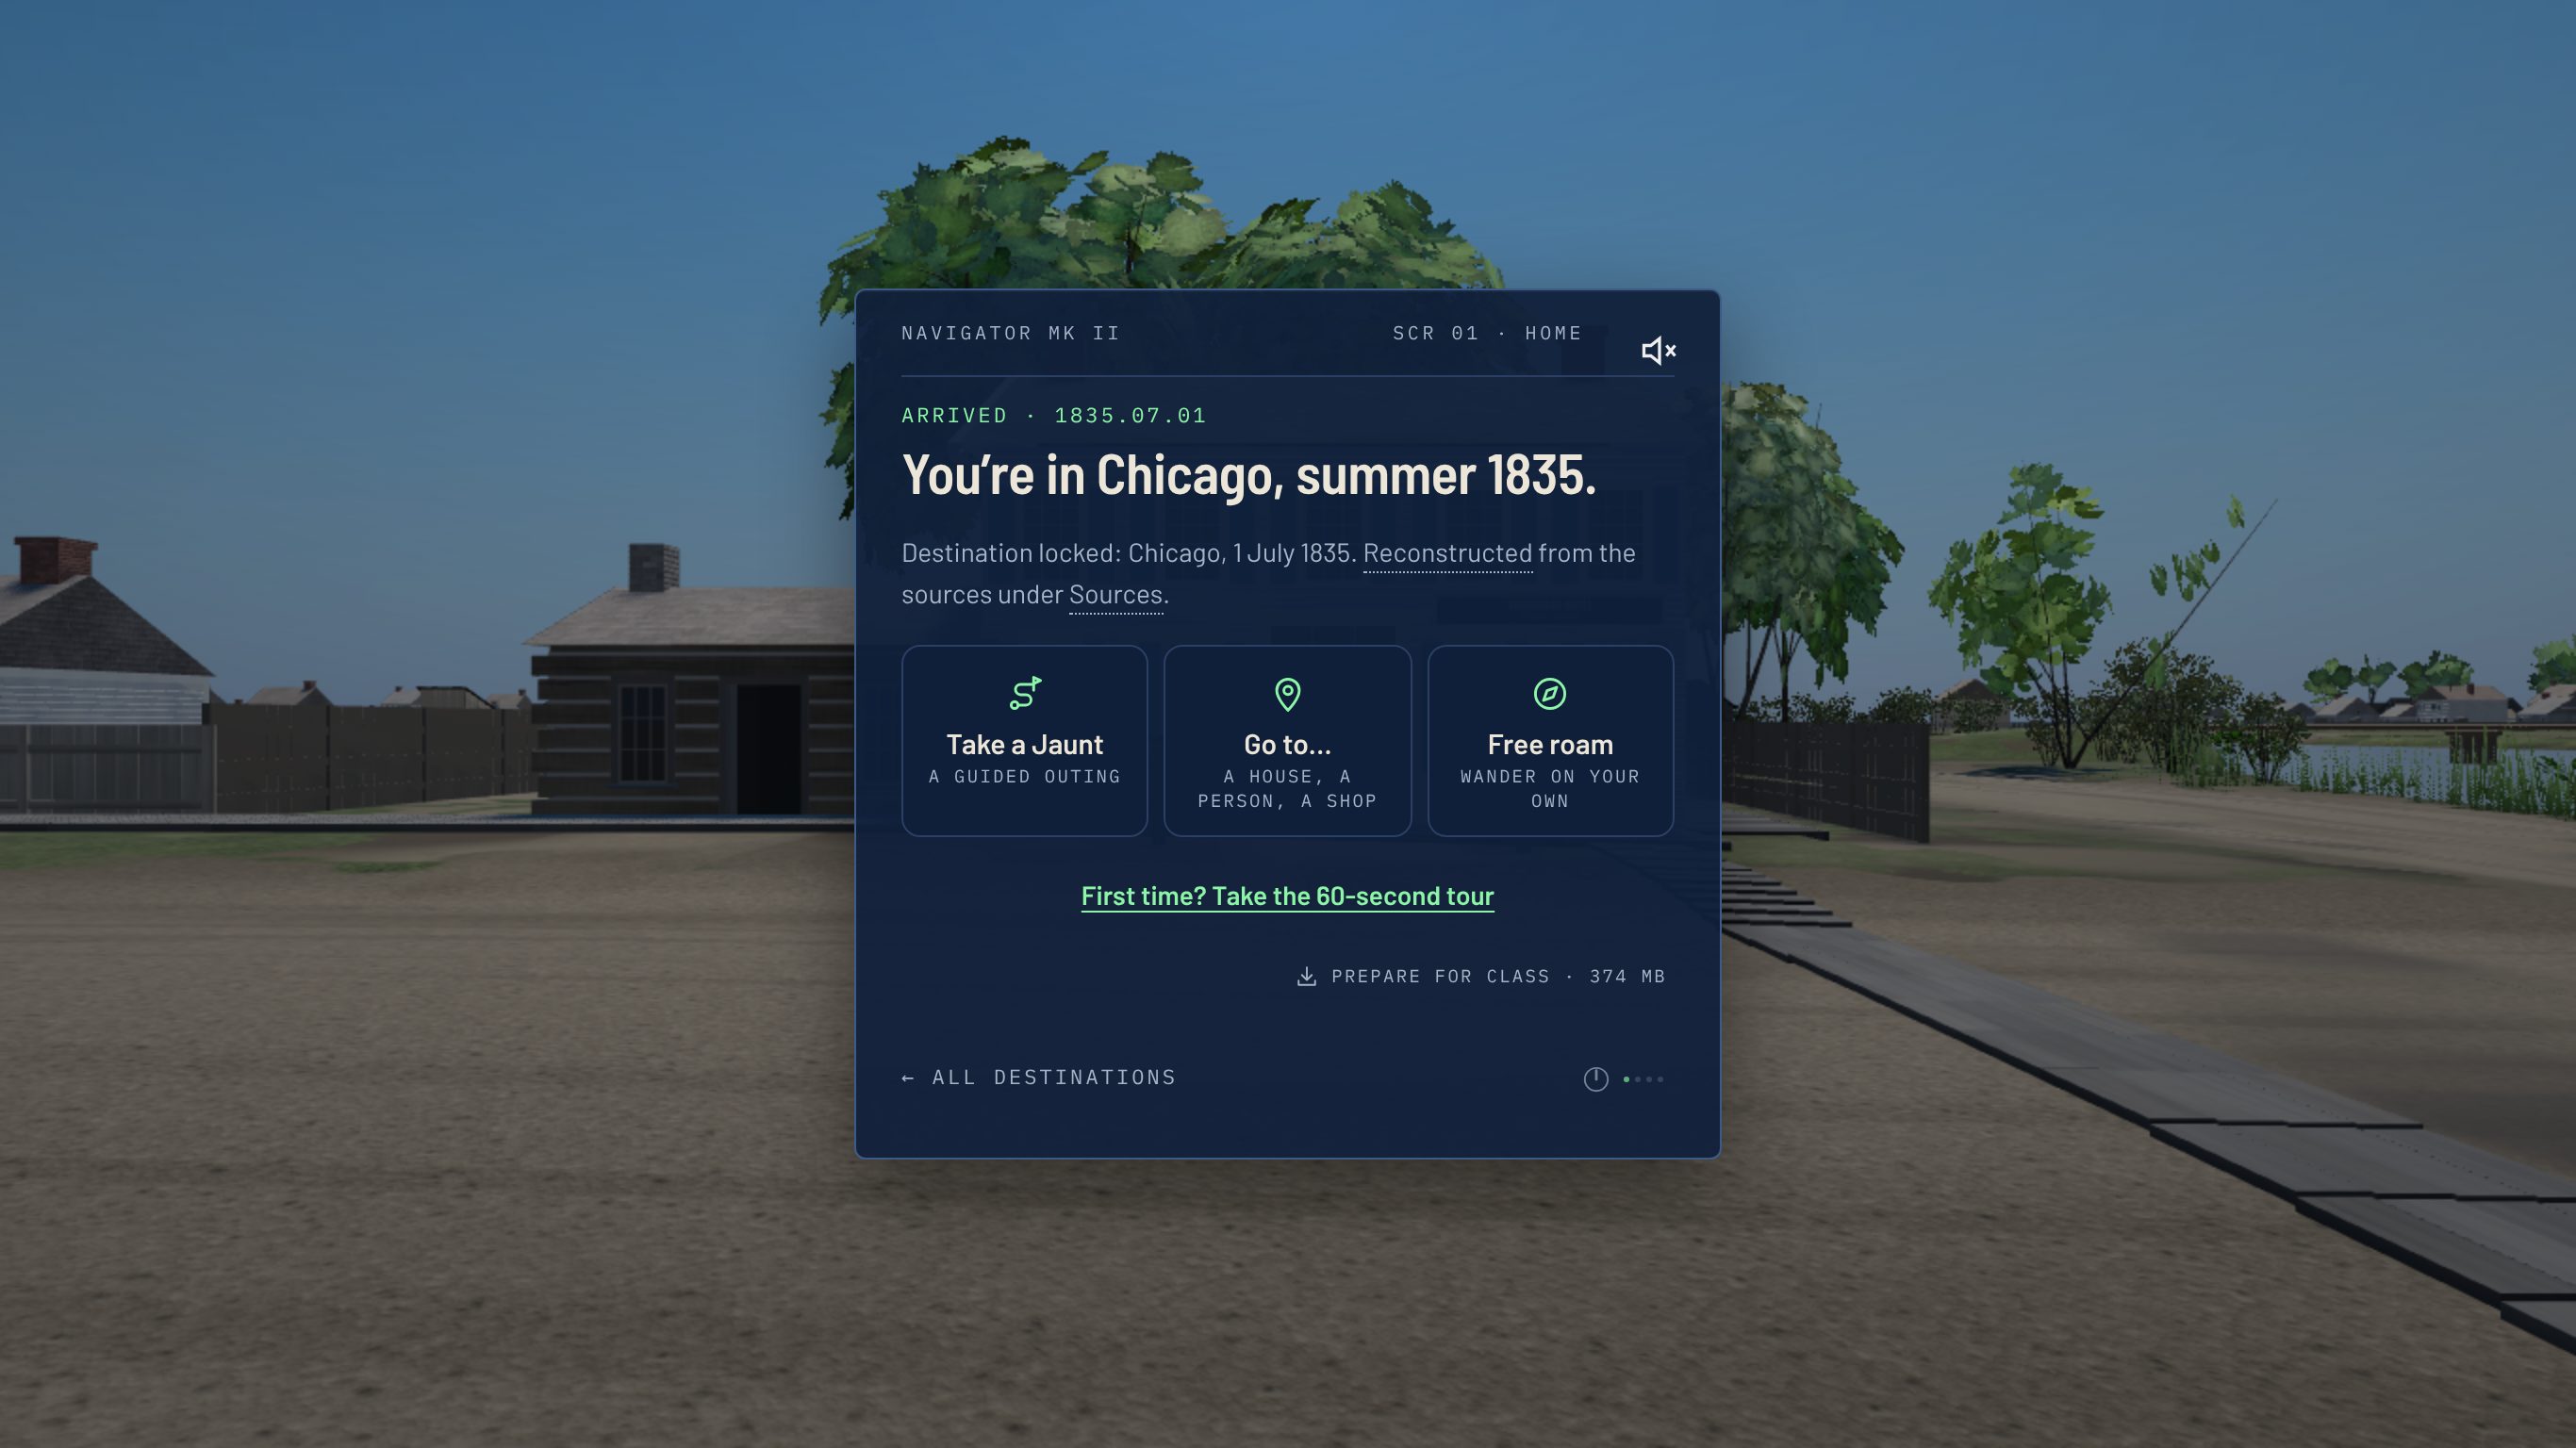 NAVIGATOR MK II
SCR 01 · HOME
ARRIVED · 1835.07.01
You’re in Chicago, summer 1835.
Destination locked: Chicago, 1 July 1835. Reconstructed from the
sources under Sources.
Take a Jaunt
A GUIDED OUTING
Go to…
A HOUSE, A
PERSON, A SHOP
Free roam
WANDER ON YOUR
OWN
First time? Take the 60-second tour
PREPARE FOR CLASS · 374 MB
← ALL DESTINATIONS